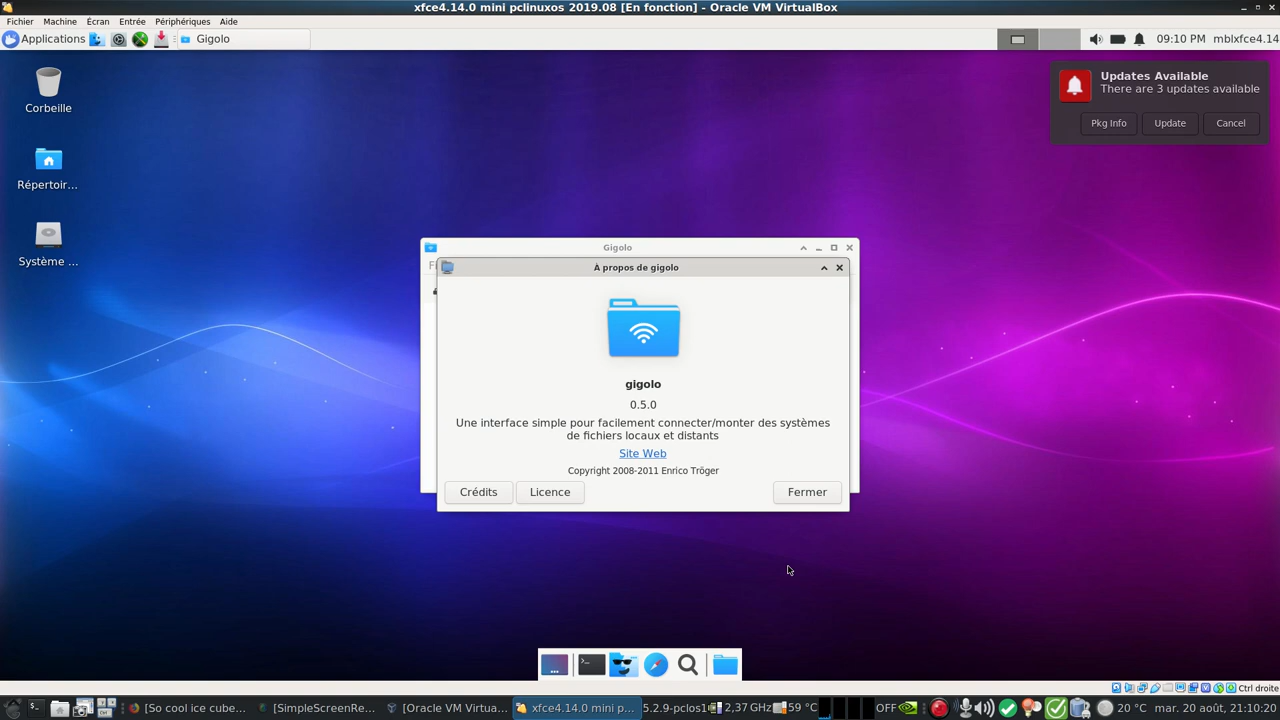 xfce4.14.0 mini pclinuxos 2019.08 [En fonction] - Oracle VM VirtualBox
Fichier Machine Écran Entrée Périphériques Aide
Applications Gigolo 09:10 PM mblxfce4.14
Updates Available
There are 3 updates available
Pkg Info Update Cancel
Corbeille
Répertoir...
Système ...
Gigolo
À propos de gigolo
gigolo
0.5.0
Une interface simple pour facilement connecter/monter des systèmes
de fichiers locaux et distants
Site Web
Copyright 2008-2011 Enrico Tröger
Crédits Licence Fermer
Ctrl droite
[So cool ice cube... [SimpleScreenRe... [Oracle VM Virtua... xfce4.14.0 mini p... 5.2.9-pclos1 2,37 GHz 59 °C OFF 20 °C mar. 20 août, 21:10:20